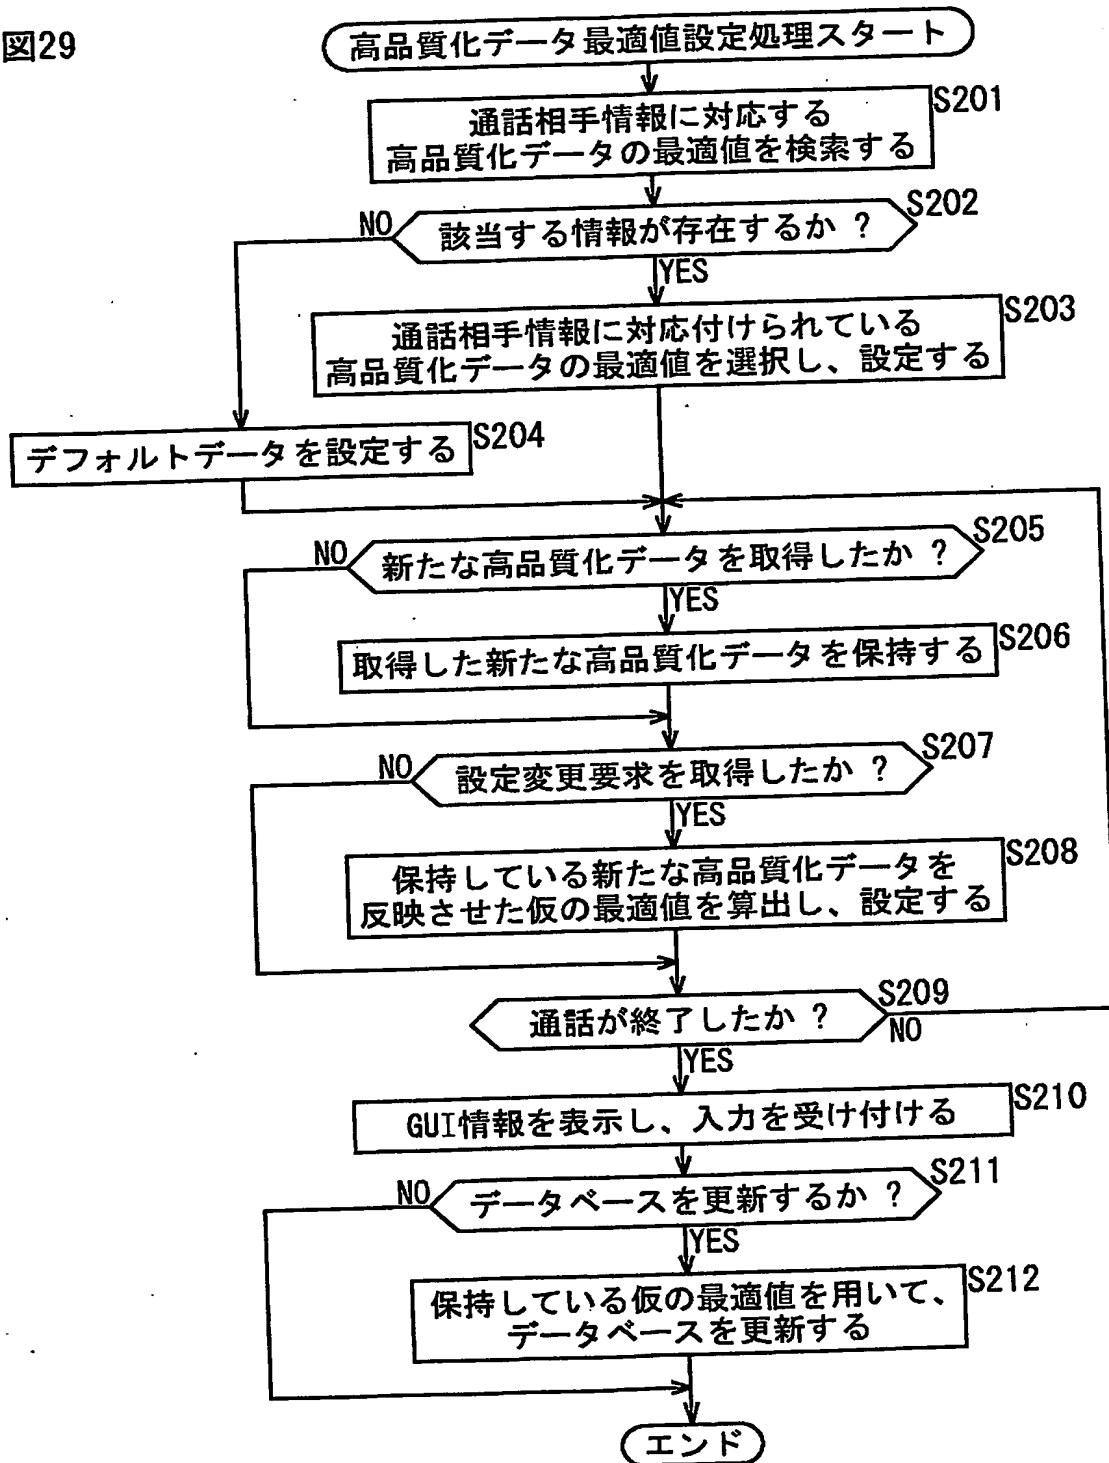 図29
高品質化データ最適値設定処理スタート
S201
通話相手情報に対応する
高品質化データの最適値を検索する
S202
NO
該当する情報が存在するか ?
YES
S203
通話相手情報に対応付けられている
高品質化データの最適値を選択し、設定する
S204
デフォルトデータを設定する
S205
NO
新たな高品質化データを取得したか ?
YES
S206
取得した新たな高品質化データを保持する
S207
NO
設定変更要求を取得したか ?
YES
S208
保持している新たな高品質化データを
反映させた仮の最適値を算出し、設定する
S209
通話が終了したか ?
NO
YES
S210
GUI情報を表示し、入力を受け付ける
S211
NO
データベースを更新するか ?
YES
S212
保持している仮の最適値を用いて、
データベースを更新する
エンド